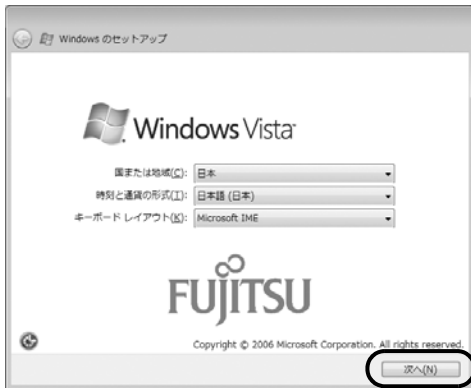 Windows のセットアップ
Windows Vista™
国または地域(C): 日本
時刻と通貨の形式(T): 日本語 (日本)
キーボード レイアウト(K): Microsoft IME
FUJITSU
Copyright © 2006 Microsoft Corporation. All rights reserved.
次へ(N)